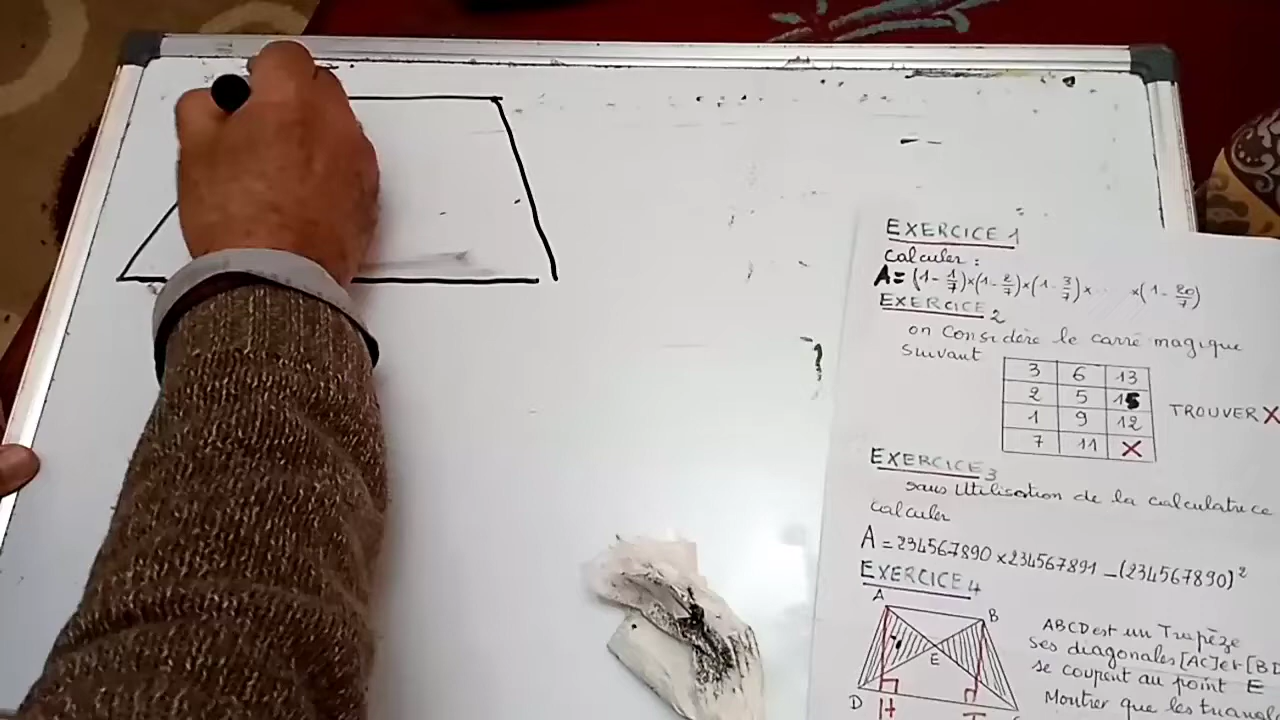 EXERCICE 1
Calculer :
A = (1 - 1/7)×(1 - 2/7)×(1 - 3/7)×... ×(1 - 20/7)
EXERCICE 2
on Considère le carré magique
Suivant
3 6 13
2 5 15
1 9 12
7 11 X
TROUVER X
EXERCICE 3
sans Utilisation de la calculatrice
calculer
A = 234567890 × 234567891 - (234567890)²
EXERCICE 4
A B
E
D H
ABCD est un Trapèze
ses diagonales [AC] et [BD
se coupent au point E
Montrer que les